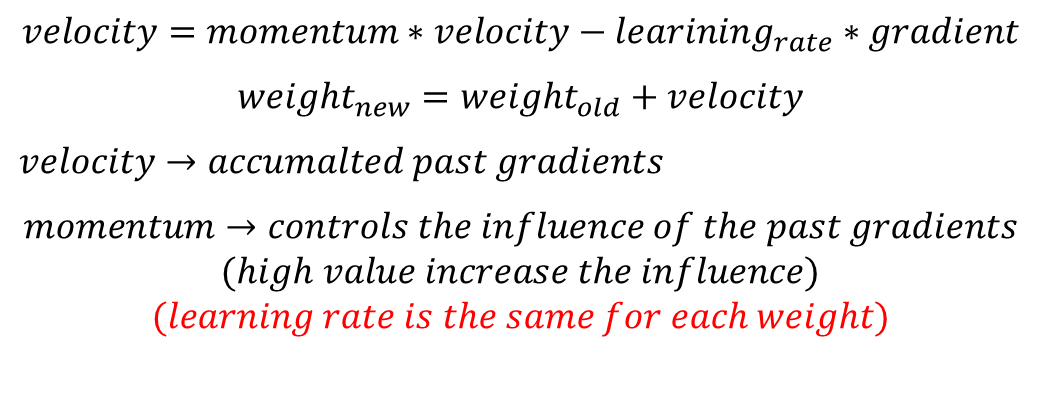 velocity = momentum * velocity − learining_rate * gradient
weight_new = weight_old + velocity
velocity → accumalted past gradients
momentum → controls the influence of the past gradients
(high value increase the influence)
(learning rate is the same for each weight)